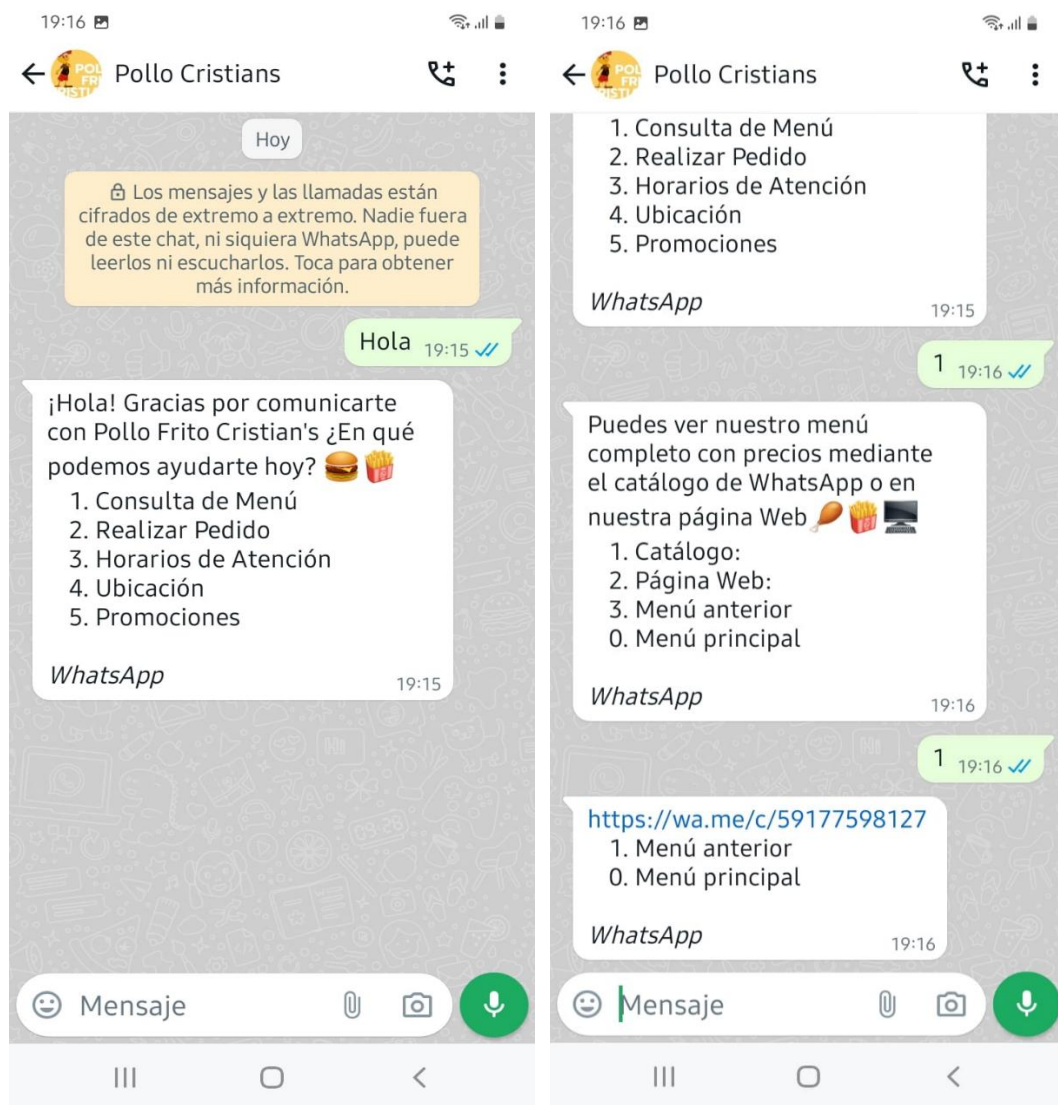 19:16
Pollo Cristians
Hoy
Los mensajes y las llamadas están
cifrados de extremo a extremo. Nadie fuera
de este chat, ni siquiera WhatsApp, puede
leerlos ni escucharlos. Toca para obtener
más información.
Hola 19:15
¡Hola! Gracias por comunicarte
con Pollo Frito Cristian's ¿En qué
podemos ayudarte hoy? 🍔🍟
1. Consulta de Menú
2. Realizar Pedido
3. Horarios de Atención
4. Ubicación
5. Promociones
WhatsApp 19:15
Mensaje
19:16
Pollo Cristians
1. Consulta de Menú
2. Realizar Pedido
3. Horarios de Atención
4. Ubicación
5. Promociones
WhatsApp 19:15
1 19:16
Puedes ver nuestro menú
completo con precios mediante
el catálogo de WhatsApp o en
nuestra página Web 🍗🍟🖥️
1. Catálogo:
2. Página Web:
3. Menú anterior
0. Menú principal
WhatsApp 19:16
1 19:16
https://wa.me/c/59177598127
1. Menú anterior
0. Menú principal
WhatsApp 19:16
Mensaje